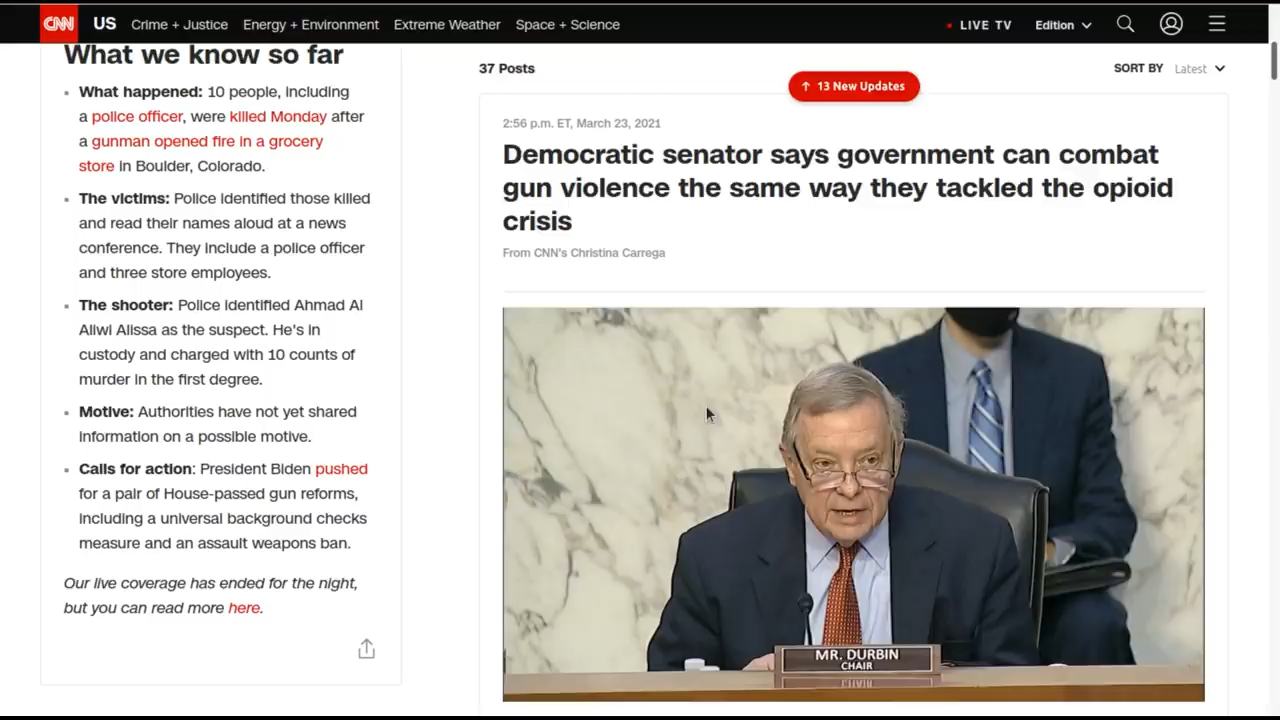 CNN US Crime + Justice Energy + Environment Extreme Weather Space + Science LIVE TV Edition
What we know so far
What happened: 10 people, including
a police officer, were killed Monday after
a gunman opened fire in a grocery
store in Boulder, Colorado.
The victims: Police identified those killed
and read their names aloud at a news
conference. They include a police officer
and three store employees.
The shooter: Police identified Ahmad Al
Aliwi Alissa as the suspect. He's in
custody and charged with 10 counts of
murder in the first degree.
Motive: Authorities have not yet shared
information on a possible motive.
Calls for action: President Biden pushed
for a pair of House-passed gun reforms,
including a universal background checks
measure and an assault weapons ban.
Our live coverage has ended for the night,
but you can read more here.
37 Posts
SORT BY Latest
13 New Updates
2:56 p.m. ET, March 23, 2021
Democratic senator says government can combat
gun violence the same way they tackled the opioid
crisis
From CNN's Christina Carrega
MR. DURBIN
CHAIR